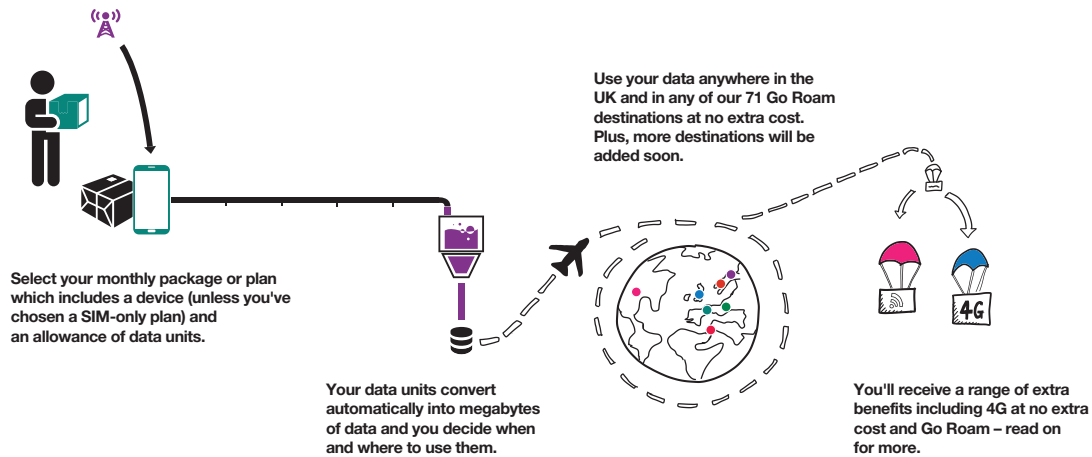 Select your monthly package or plan
which includes a device (unless you've
chosen a SIM-only plan) and
an allowance of data units.
Your data units convert
automatically into megabytes
of data and you decide when
and where to use them.
Use your data anywhere in the
UK and in any of our 71 Go Roam
destinations at no extra cost.
Plus, more destinations will be
added soon.
4G
You'll receive a range of extra
benefits including 4G at no extra
cost and Go Roam – read on
for more.